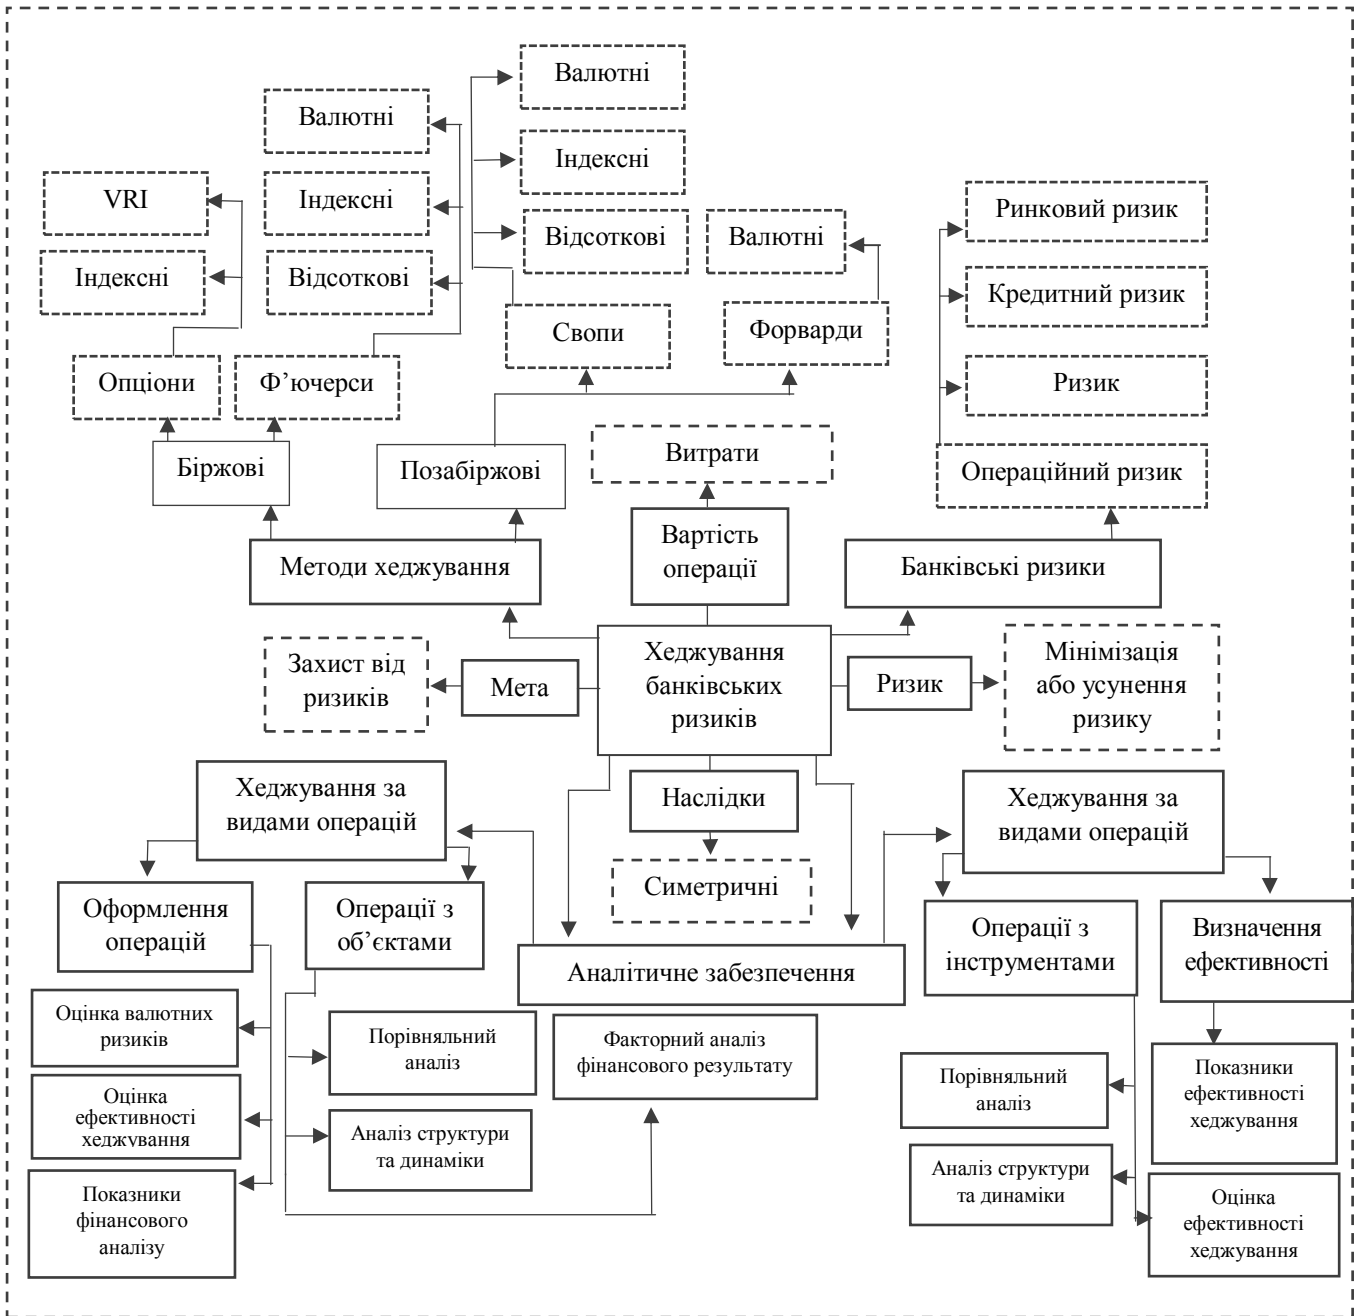 Валютні
Валютні
Індексні
VRI
Індексні
Ринковий ризик
Відсоткові
Валютні
Індексні
Відсоткові
Кредитний ризик
Свопи
Форварди
Опціони
Ф’ючерси
Ризик
Витрати
Біржові
Позабіржові
Операційний ризик
Вартість
операції
Методи хеджування
Банківські ризики
Захист від
ризиків
Мета
Хеджування
банківських
ризиків
Ризик
Мінімізація
або усунення
ризику
Хеджування за
видами операцій
Наслідки
Хеджування за
видами операцій
Симетричні
Оформлення
операцій
Операції з
об’єктами
Аналітичне забезпечення
Операції з
інструментами
Визначення
ефективності
Оцінка валютних
ризиків
Порівняльний
аналіз
Факторний аналіз
фінансового результату
Порівняльний
аналіз
Показники
ефективності
хеджування
Оцінка
ефективності
хеджування
Аналіз структури
та динаміки
Аналіз структури
та динаміки
Показники
фінансового
аналізу
Оцінка
ефективності
хеджування